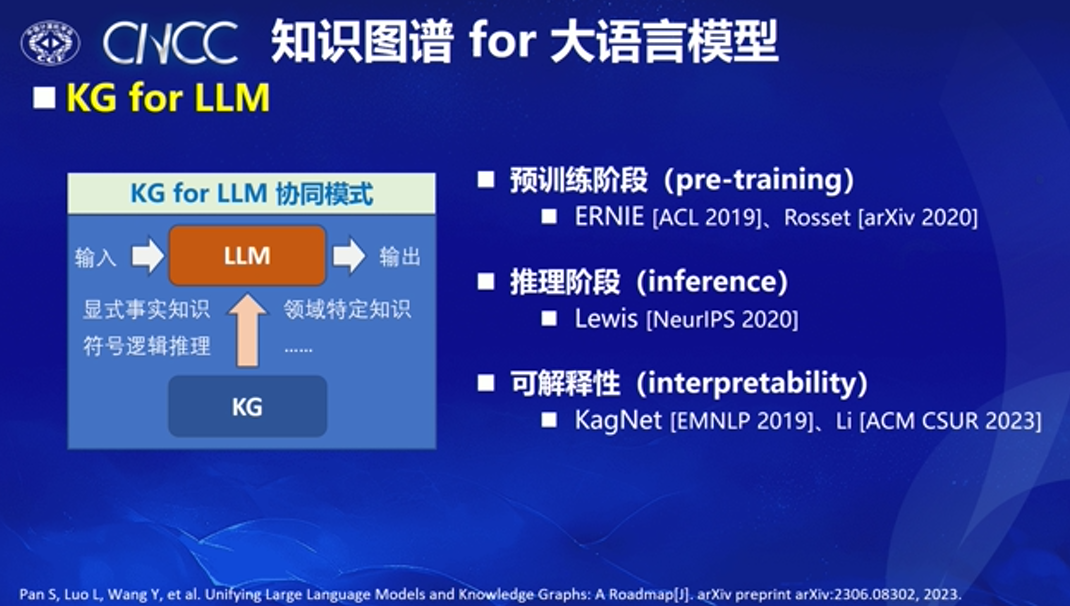 CNCC 知识图谱 for 大语言模型
KG for LLM
KG for LLM 协同模式
输入
LLM
输出
显式事实知识
领域特定知识
符号逻辑推理
......
KG
预训练阶段（pre-training）
ERNIE [ACL 2019]、Rosset [arXiv 2020]
推理阶段（inference）
Lewis [NeurIPS 2020]
可解释性（interpretability）
KagNet [EMNLP 2019]、Li [ACM CSUR 2023]
Pan S, Luo L, Wang Y, et al. Unifying Large Language Models and Knowledge Graphs: A Roadmap[J]. arXiv preprint arXiv:2306.08302, 2023.